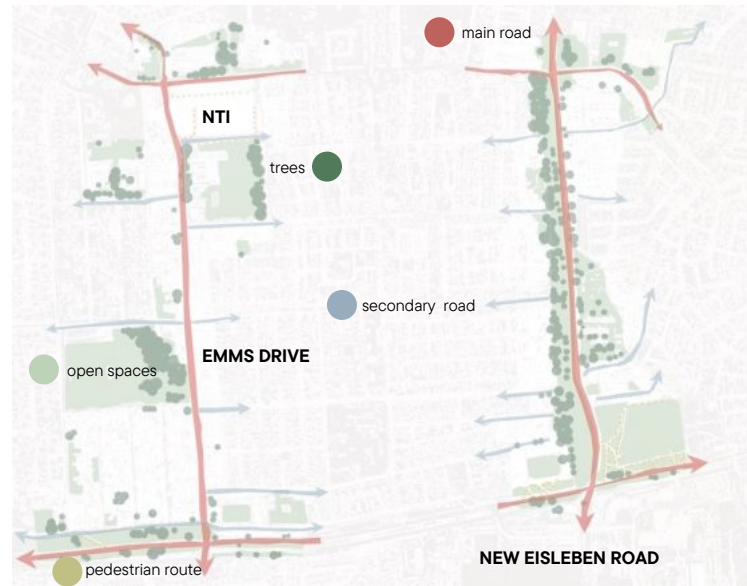 main road
NTI
trees
secondary road
EMMS DRIVE
open spaces
NEW EISLEBEN ROAD
pedestrian route